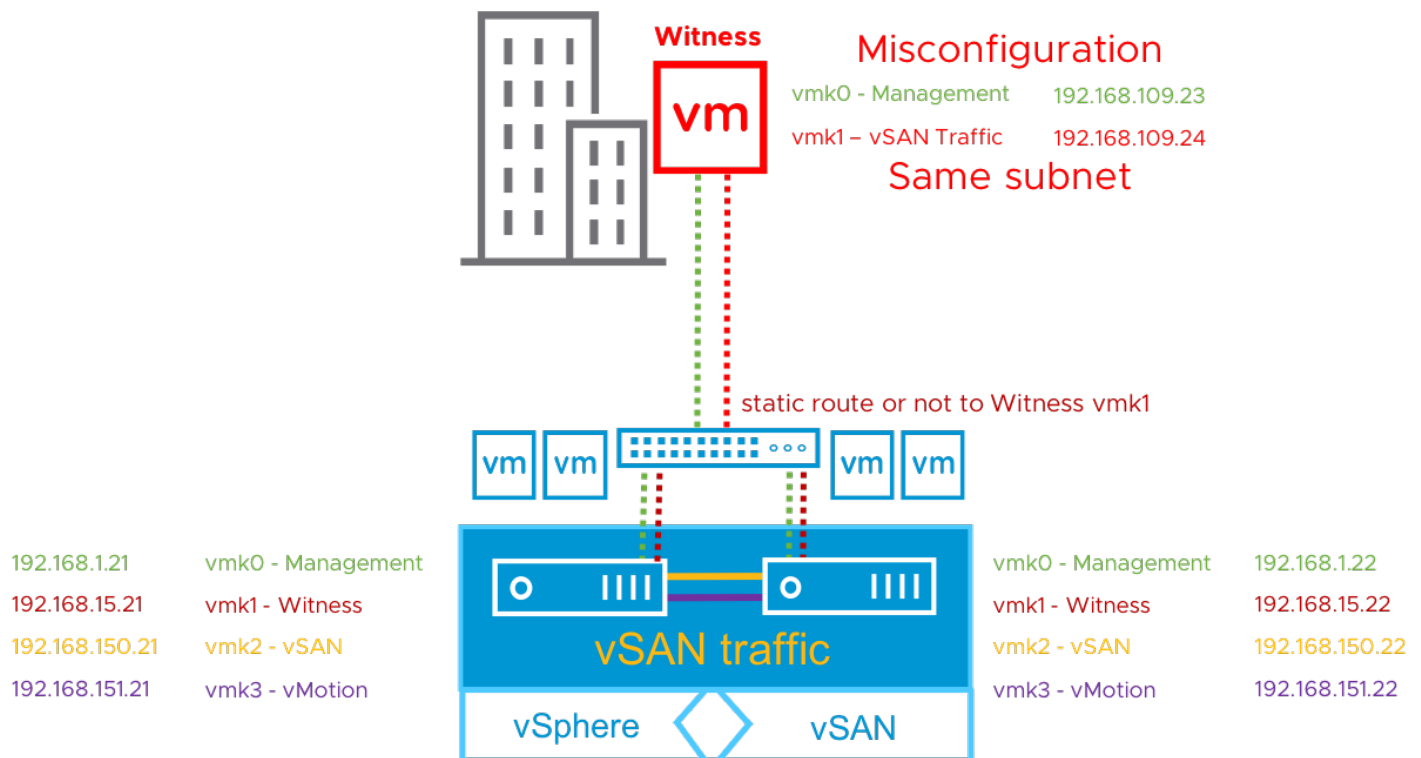 Witness
Misconfiguration
vm
vmk0 - Management 192.168.109.23
vmk1 – vSAN Traffic 192.168.109.24
Same subnet
static route or not to Witness vmk1
vm vm vm vm
192.168.1.21 vmk0 - Management vmk0 - Management 192.168.1.22
192.168.15.21 vmk1 - Witness vmk1 - Witness 192.168.15.22
vSAN traffic
192.168.150.21 vmk2 - vSAN vmk2 - vSAN 192.168.150.22
192.168.151.21 vmk3 - vMotion vmk3 - vMotion 192.168.151.22
vSphere vSAN